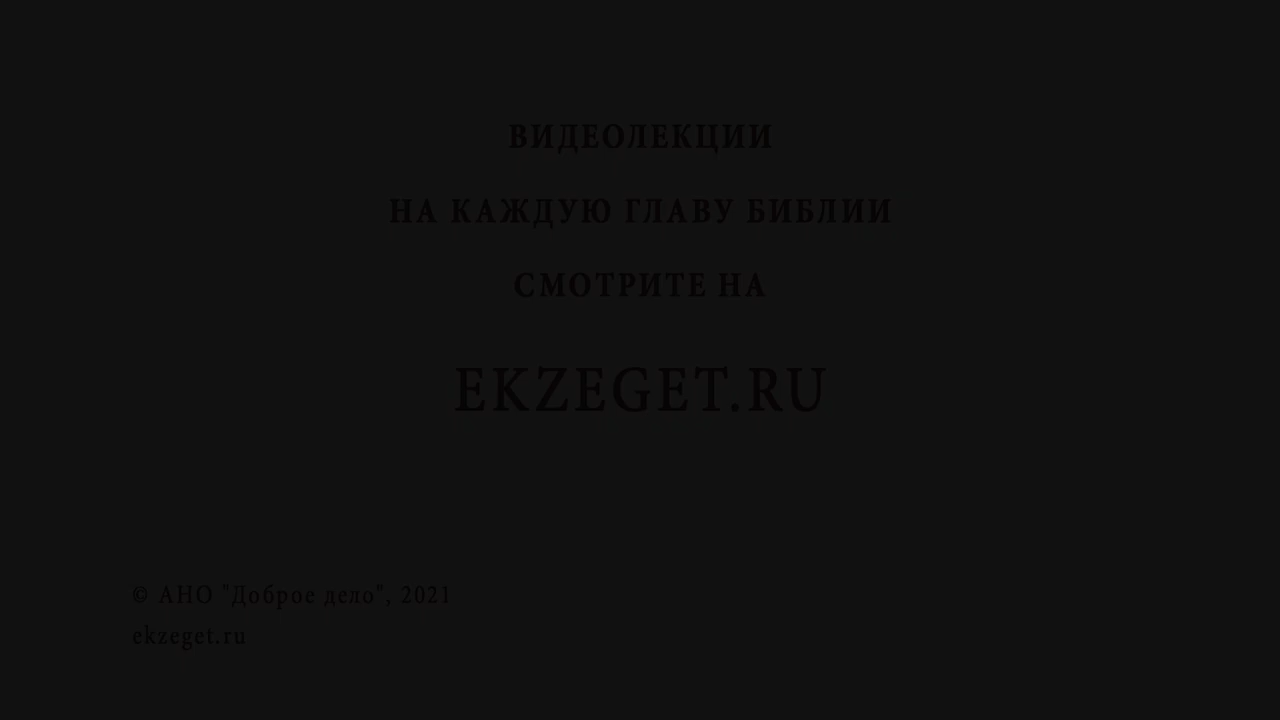 ВИДЕОЛЕКЦИИ
НА КАЖДУЮ ГЛАВУ БИБЛИИ
СМОТРИТЕ НА
EKZEGET.RU
© АНО "Доброе дело", 2021
ekzeget.ru